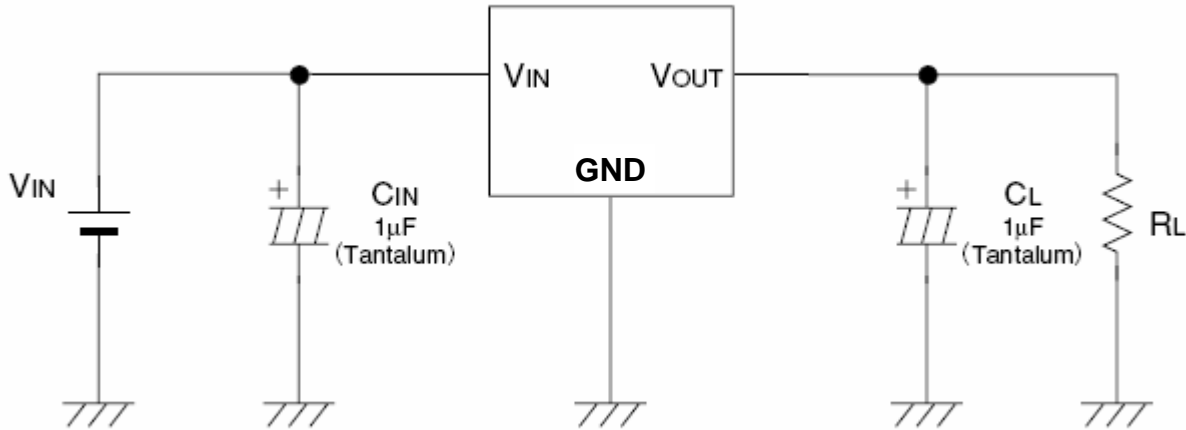 VIN VOUT
GND
VIN
+
CIN
1μF
(Tantalum)
+
CL
1μF
(Tantalum)
RL